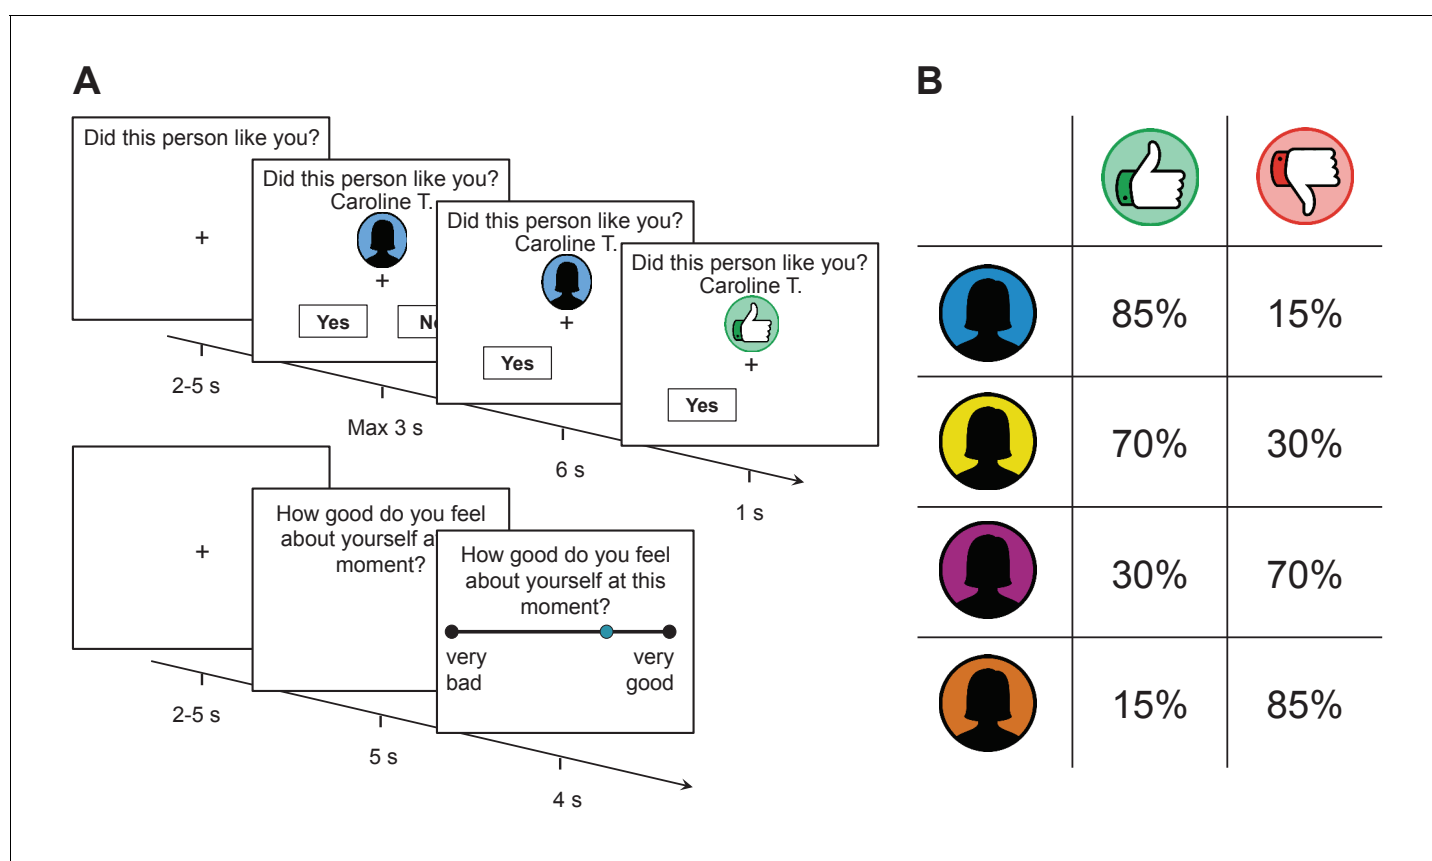 A
Did this person like you?
+
Did this person like you?
Caroline T.
+
Yes
Did this person like you?
Caroline T.
+
Yes
Did this person like you?
Caroline T.
+
Yes
2-5 s
Max 3 s
6 s
1 s
+
How good do you feel
about yourself a
moment?
How good do you feel
about yourself at this
moment?
very
bad
very
good
2-5 s
5 s
4 s
B
85% 15%
70% 30%
30% 70%
15% 85%